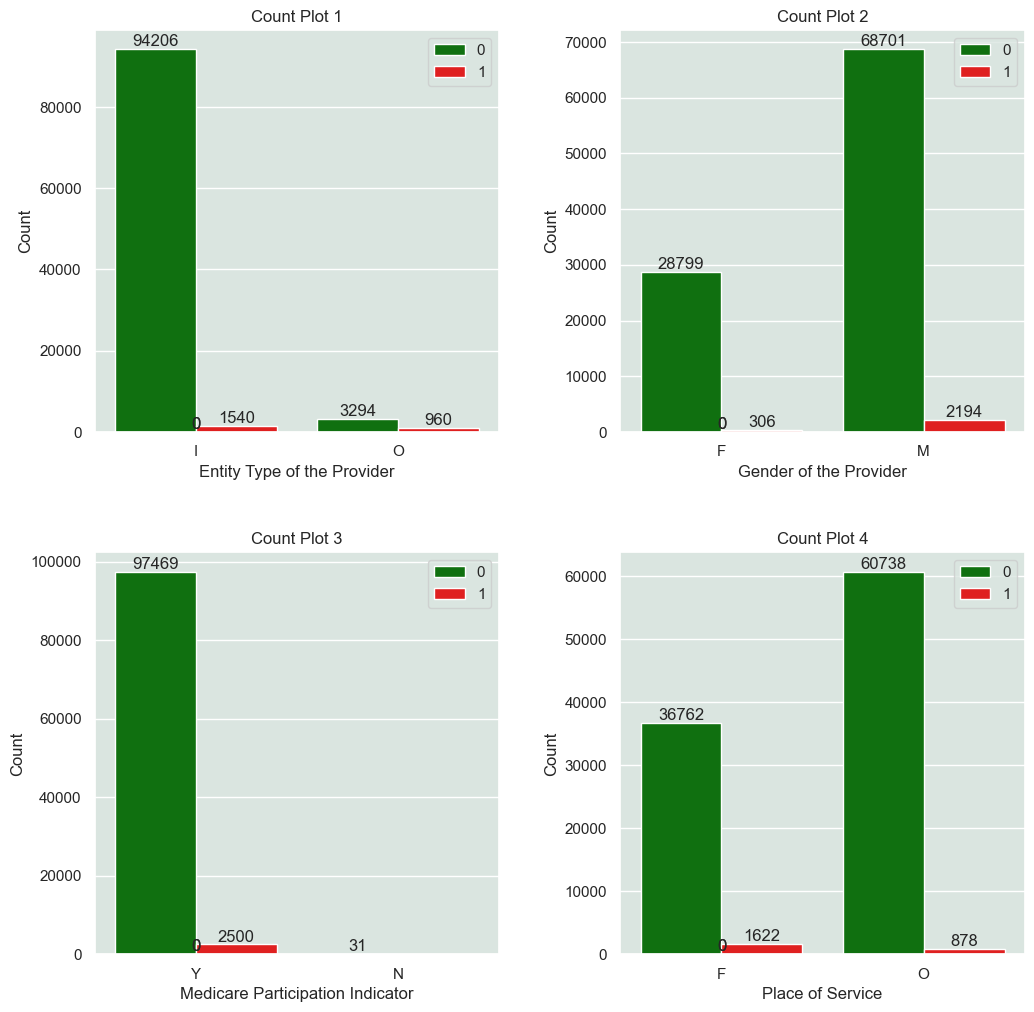 Count Plot 1
94206
0
1
80000
60000
40000
20000
0
Count
0
1540
3294
960
I
O
Entity Type of the Provider
Count Plot 2
70000
68701
0
1
60000
50000
40000
30000
20000
10000
0
Count
28799
0
306
2194
F
M
Gender of the Provider
Count Plot 3
100000
97469
0
1
80000
60000
40000
20000
0
Count
0
2500
31
Y
N
Medicare Participation Indicator
Count Plot 4
60738
0
1
60000
50000
40000
30000
20000
10000
0
Count
36762
0
1622
878
F
O
Place of Service